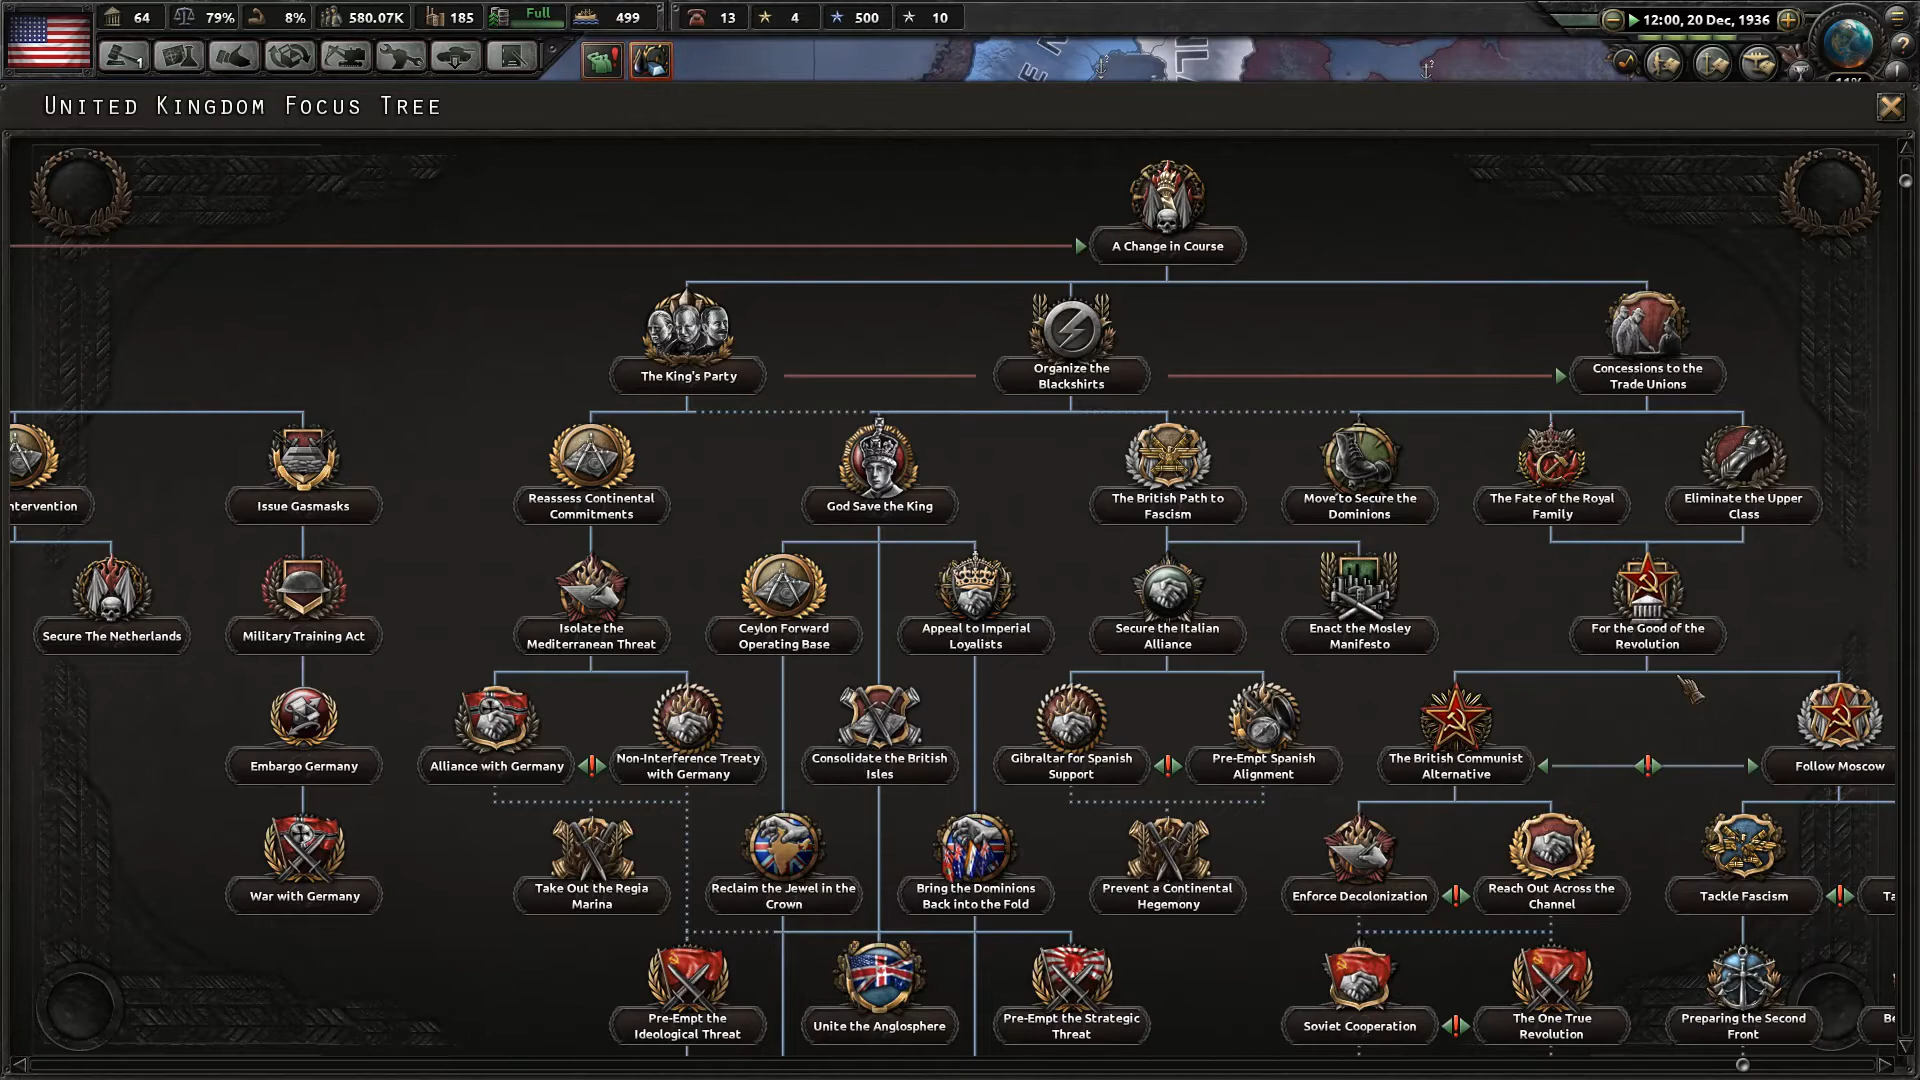 64
79%
8%
580.07K
185
Full
499
13
4
500
10
12:00, 20 Dec, 1936
1
United Kingdom Focus Tree
A Change in Course
The King's Party
Organize the
Blackshirts
Concessions to the
Trade Unions
ntervention
Issue Gasmasks
Reassess Continental
Commitments
God Save the King
The British Path to
Fascism
Move to Secure the
Dominions
The Fate of the Royal
Family
Eliminate the Upper
Class
Secure The Netherlands
Military Training Act
Isolate the
Mediterranean Threat
Ceylon Forward
Operating Base
Appeal to Imperial
Loyalists
Secure the Italian
Alliance
Enact the Mosley
Manifesto
For the Good of the
Revolution
Embargo Germany
Alliance with Germany
Non-Interference Treaty
with Germany
Consolidate the British
Isles
Gibraltar for Spanish
Support
Pre-Empt Spanish
Alignment
The British Communist
Alternative
Follow Moscow
War with Germany
Take Out the Regia
Marina
Reclaim the Jewel in the
Crown
Bring the Dominions
Back into the Fold
Prevent a Continental
Hegemony
Enforce Decolonization
Reach Out Across the
Channel
Tackle Fascism
Ta
Pre-Empt the
Ideological Threat
Unite the Anglosphere
Pre-Empt the Strategic
Threat
Soviet Cooperation
The One True
Revolution
Preparing the Second
Front
Be